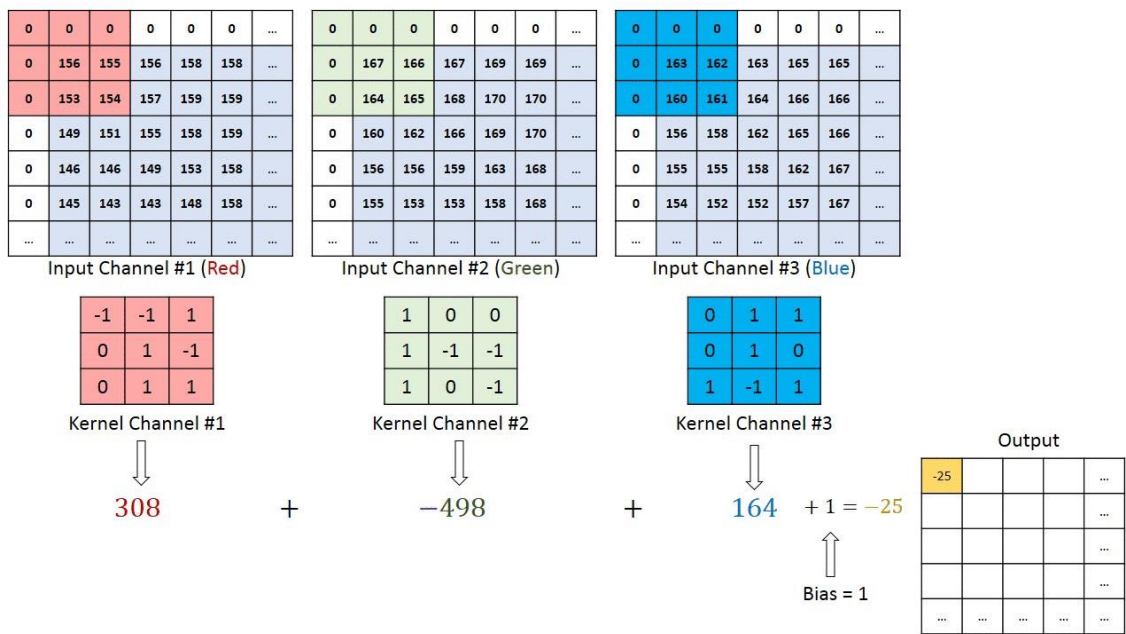 0 0 0 0 0 0 ...
0 156 155 156 158 158 ...
0 153 154 157 159 159 ...
0 149 151 155 158 159 ...
0 146 146 149 153 158 ...
0 145 143 143 148 158 ...
... ... ... ... ... ... ...
Input Channel #1 (Red)
0 0 0 0 0 0 ...
0 167 166 167 169 169 ...
0 164 165 168 170 170 ...
0 160 162 166 169 170 ...
0 156 156 159 163 168 ...
0 155 153 153 158 168 ...
... ... ... ... ... ... ...
Input Channel #2 (Green)
0 0 0 0 0 0 ...
0 163 162 163 165 165 ...
0 160 161 164 166 166 ...
0 156 158 162 165 166 ...
0 155 155 158 162 167 ...
0 154 152 152 157 167 ...
... ... ... ... ... ... ...
Input Channel #3 (Blue)
-1 -1 1
0 1 -1
0 1 1
Kernel Channel #1
1 0 0
1 -1 -1
1 0 -1
Kernel Channel #2
0 1 1
0 1 0
1 -1 1
Kernel Channel #3
308 + −498 + 164 + 1 = −25
Bias = 1
Output
-25 ...
...
...
...
... ... ... ... ...